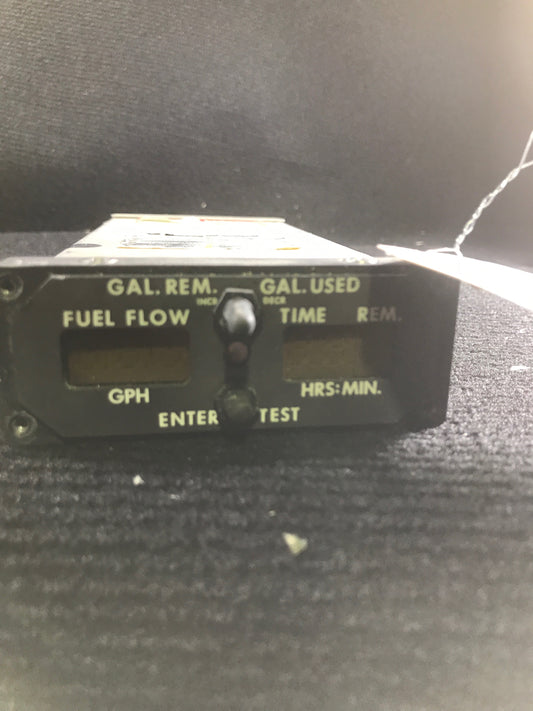 GAL. REM. GAL. USED
INCR DECR
FUEL FLOW TIME REM.
GPH HRS:MIN.
ENTER TEST